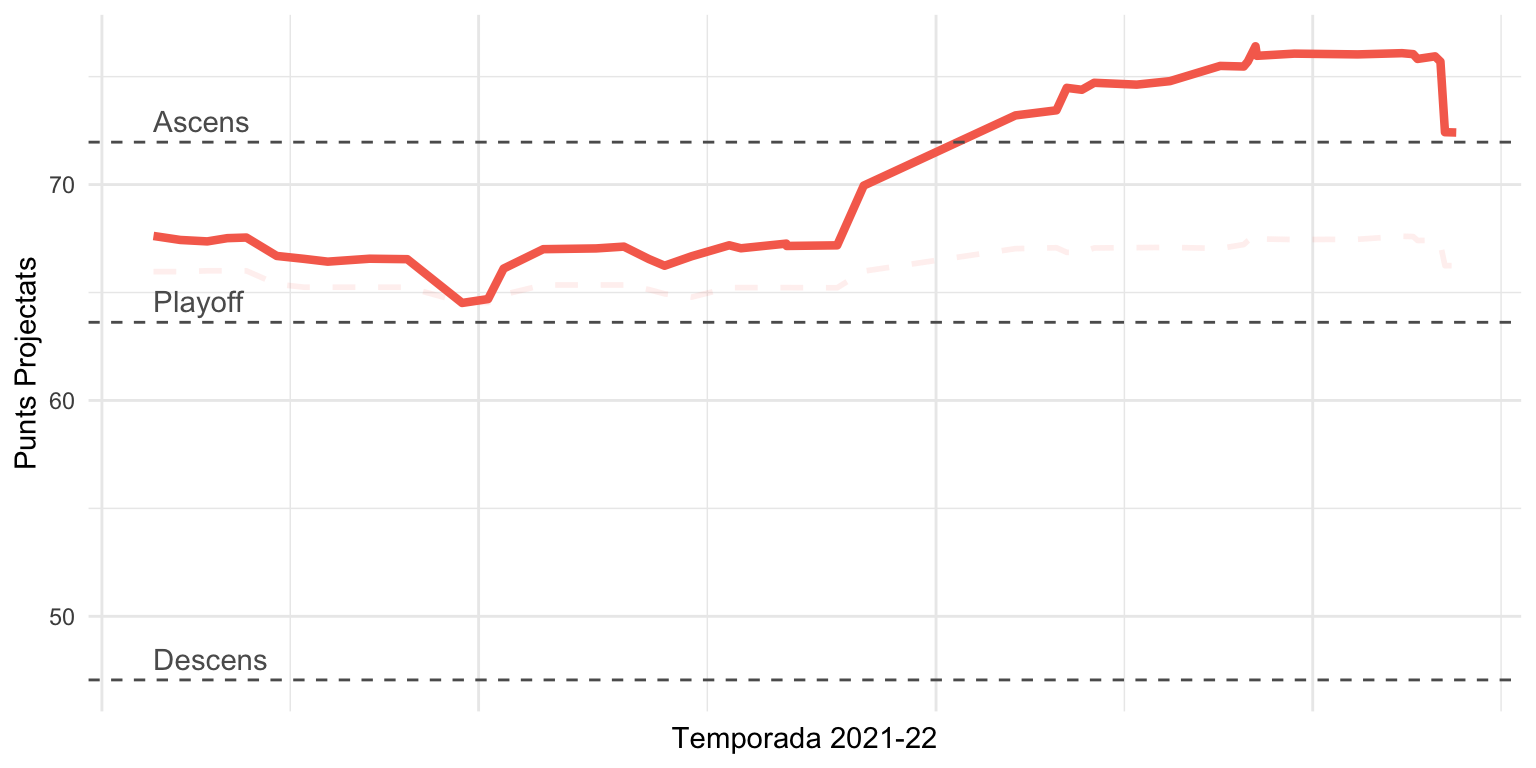 Ascens
70
Playoff
60
Punts Projectats
50
Descens
Temporada 2021-22